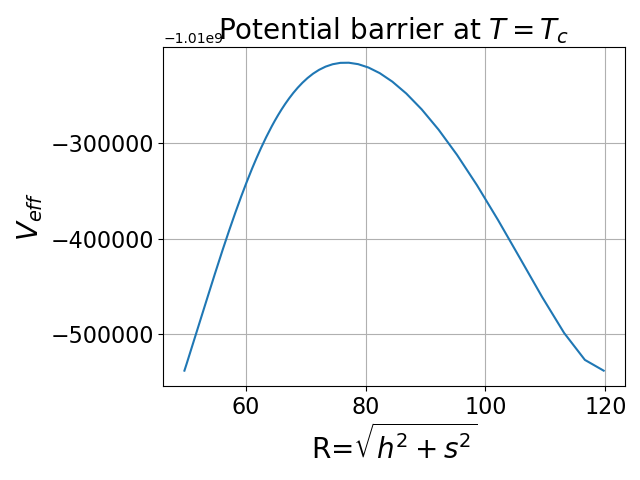 Potential barrier at T = T_c
−1.01e9
−300000
−400000
−500000
V_eff
60 80 100 120
R=√h² + s²